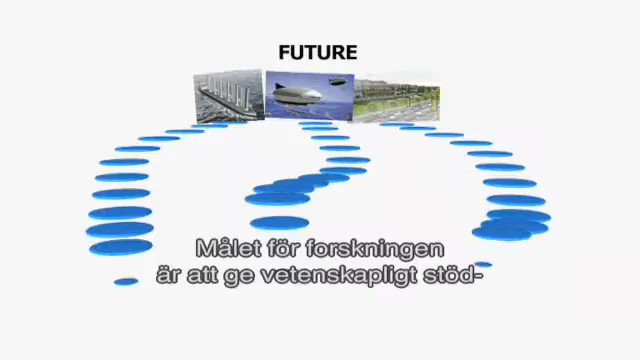 FUTURE
Målet för forskningen
är att ge vetenskapligt stöd-